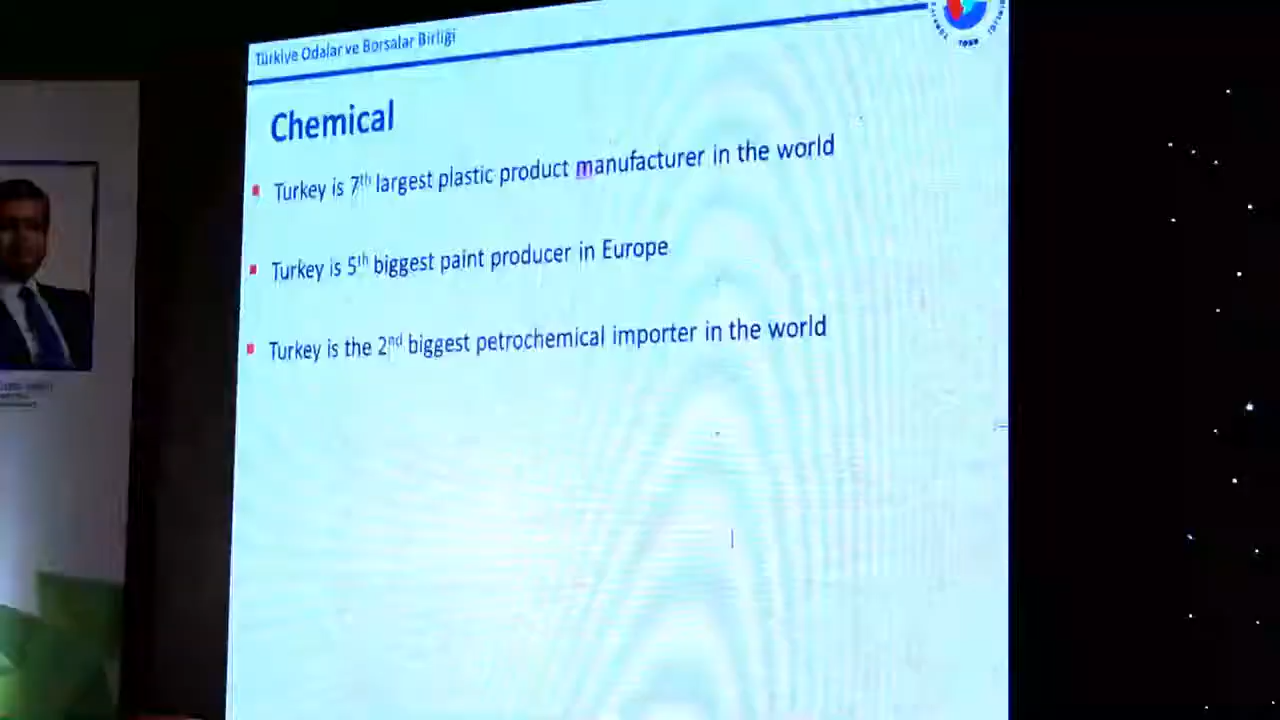 Türkiye Odalar ve Borsalar Birliği
Chemical
Turkey is 7th largest plastic product manufacturer in the world
Turkey is 5th biggest paint producer in Europe
Turkey is the 2nd biggest petrochemical importer in the world